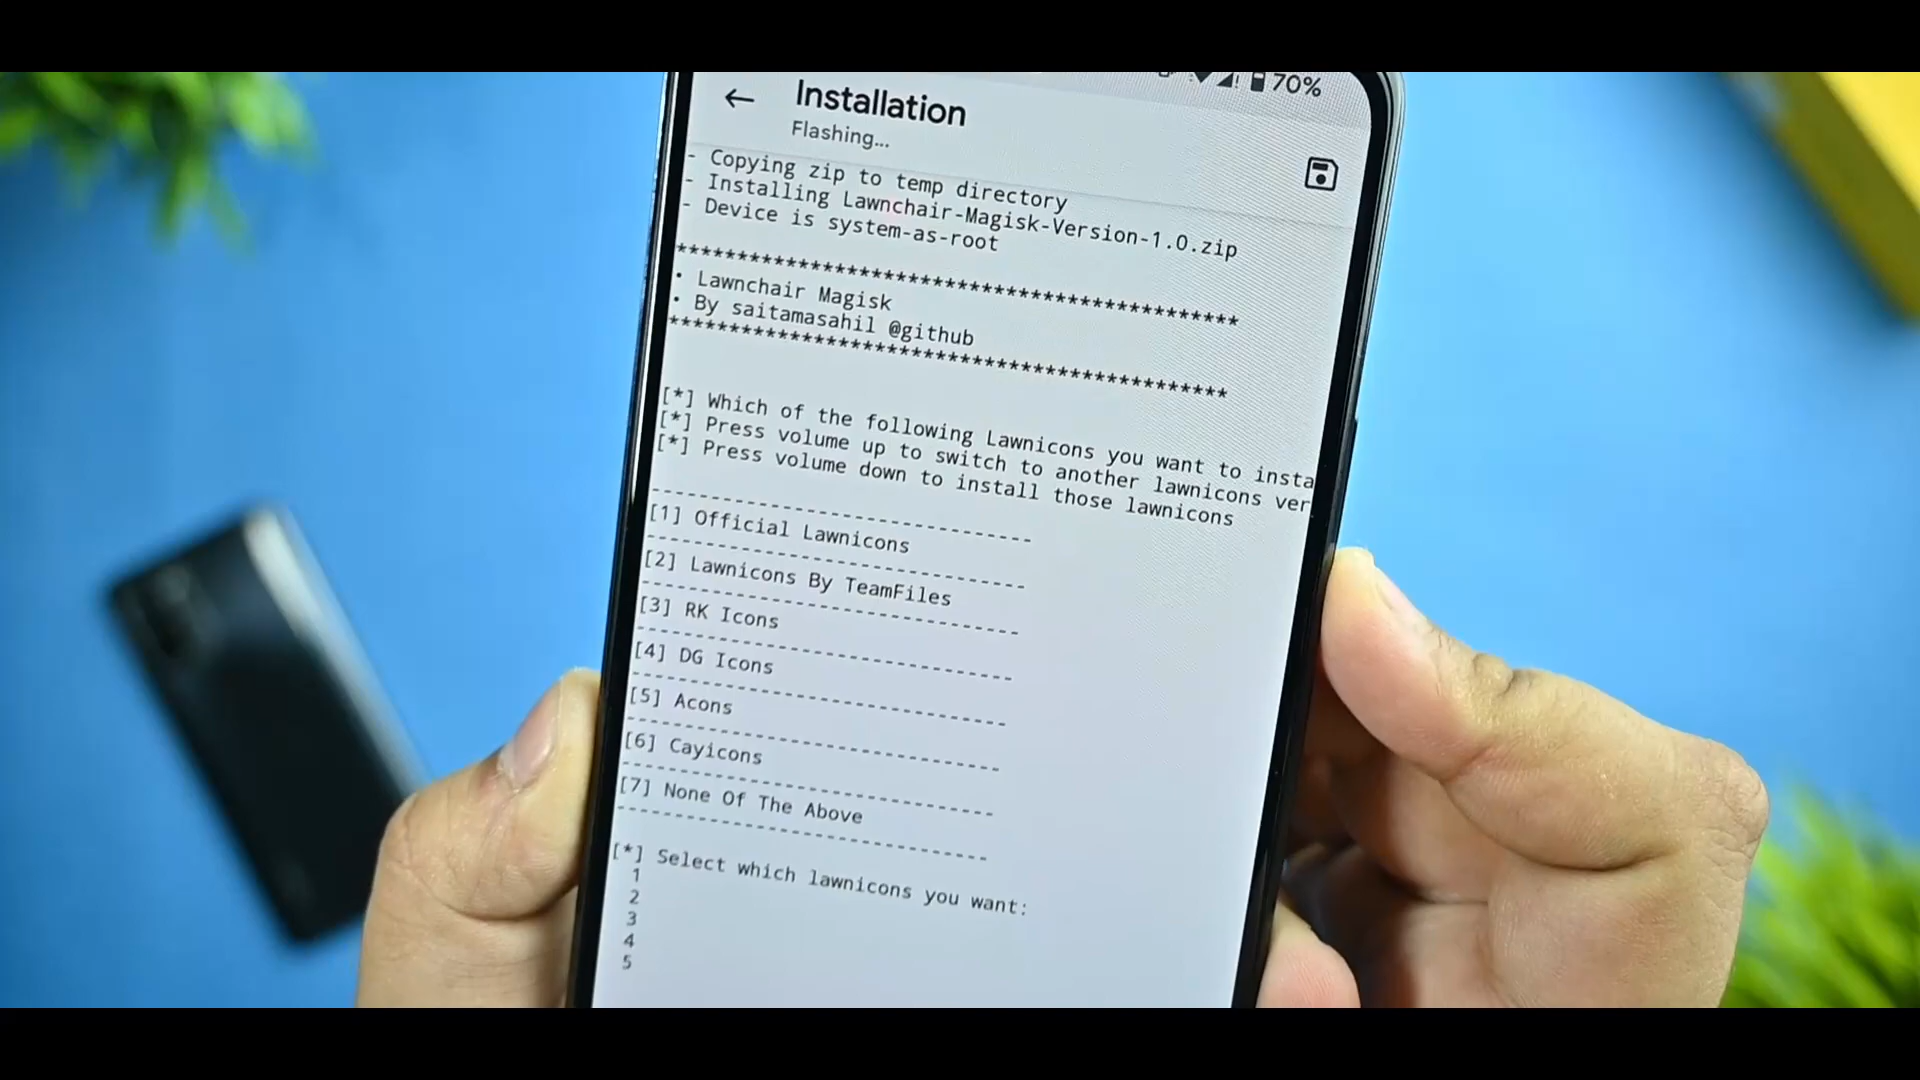 70%
Installation
Flashing...
- Copying zip to temp directory
- Installing Lawnchair-Magisk-Version-1.0.zip
- Device is system-as-root
**********************************************
• Lawnchair Magisk
• By saitamasahil @github
**********************************************
[*] Which of the following Lawnicons you want to insta
[*] Press volume up to switch to another lawnicons ver
[*] Press volume down to install those lawnicons
-------------------------------
[1] Official Lawnicons
-------------------------------
[2] Lawnicons By TeamFiles
-------------------------------
[3] RK Icons
-------------------------------
[4] DG Icons
-------------------------------
[5] Acons
-------------------------------
[6] Cayicons
-------------------------------
[7] None Of The Above
-------------------------------
[*] Select which lawnicons you want:
1
2
3
4
5